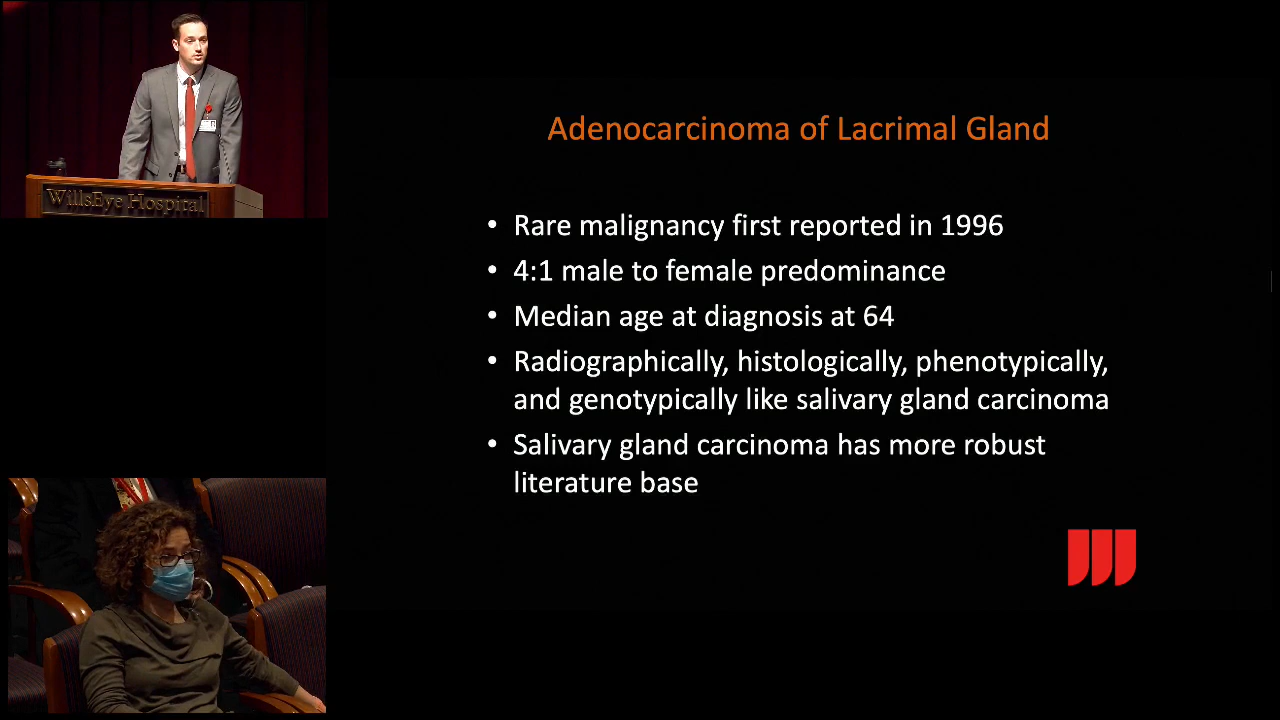 WillsEye Hospital
Adenocarcinoma of Lacrimal Gland
• Rare malignancy first reported in 1996
• 4:1 male to female predominance
• Median age at diagnosis at 64
• Radiographically, histologically, phenotypically,
and genotypically like salivary gland carcinoma
• Salivary gland carcinoma has more robust
literature base